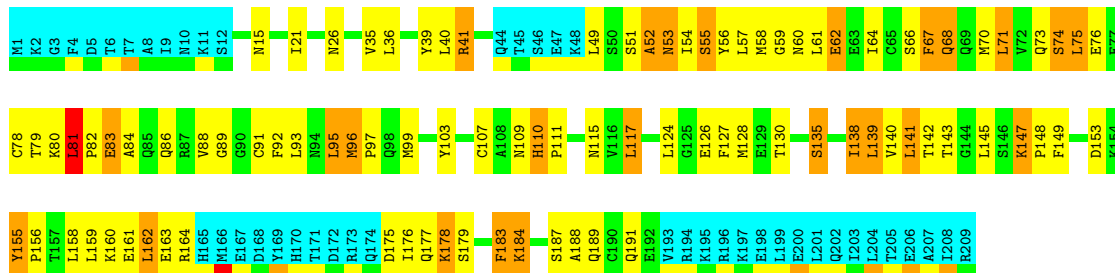 M1 K2 G3 F4 D5 T6 T7 A8 I9 N10 K11 S12 N15 I21 N26 V35 L36 Y39 L40 R41 Q44 T45 S46 E47 K48 L49 S50 S51 A52 N53 I54 S55 Y56 L57 M58 G59 N60 L61 E62 E63 I64 C65 S66 F67 Q68 Q69 M70 L71 V72 Q73 S74 L75 E76 E77
C78 T79 K80 L81 P82 E83 A84 Q85 Q86 R87 V88 G89 G90 C91 F92 L93 N94 L95 M96 P97 Q98 M99 Y103 C107 A108 N109 H110 P111 N115 V116 L117 L124 G125 E126 F127 M128 E129 T130 S135 I138 L139 V140 L141 T142 T143 G144 L145 S146 K147 P148 F149 D153 K154
Y155 P156 T157 L158 L159 K160 E161 L162 E163 R164 H165 M166 E167 D168 Y169 H170 T171 D172 R173 Q174 D175 I176 Q177 K178 S179 F183 K184 S187 A188 Q189 C190 Q191 E192 V193 R194 K195 R196 K197 E198 L199 E200 L201 Q202 I203 L204 T205 E206 A207 I208 R209